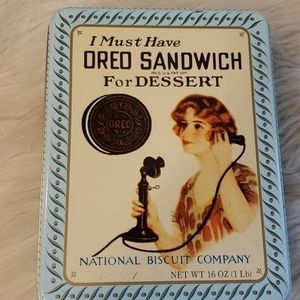 I Must Have
OREO SANDWICH
REG. U.S. PAT. OFF.
For DESSERT
OREO
NATIONAL BISCUIT COMPANY
NET WT 16 OZ (1 Lb)